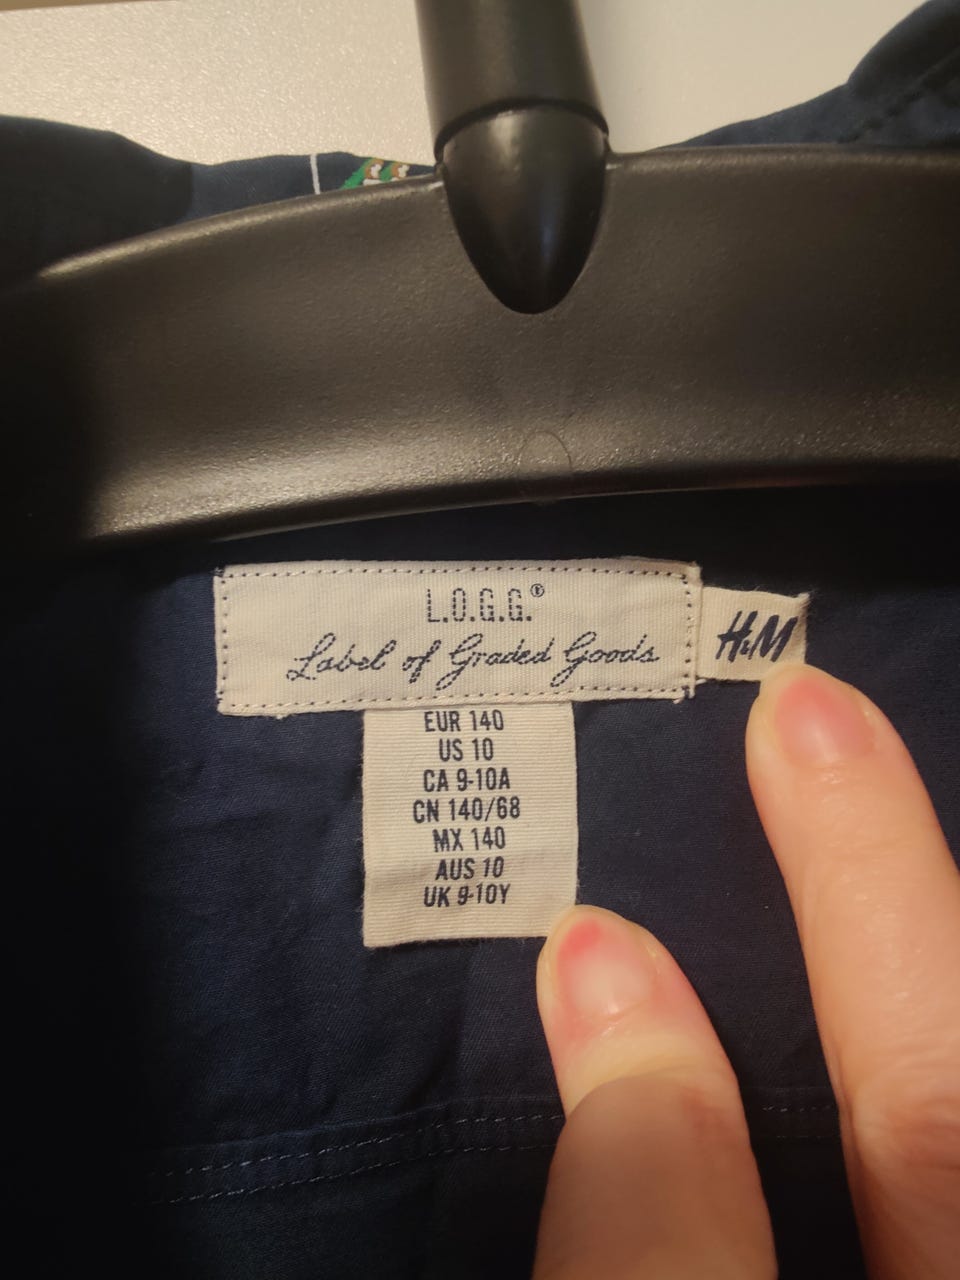 L.O.G.G.®
Label of Graded Goods
H&M
EUR 140
US 10
CA 9-10A
CN 140/68
MX 140
AUS 10
UK 9-10Y